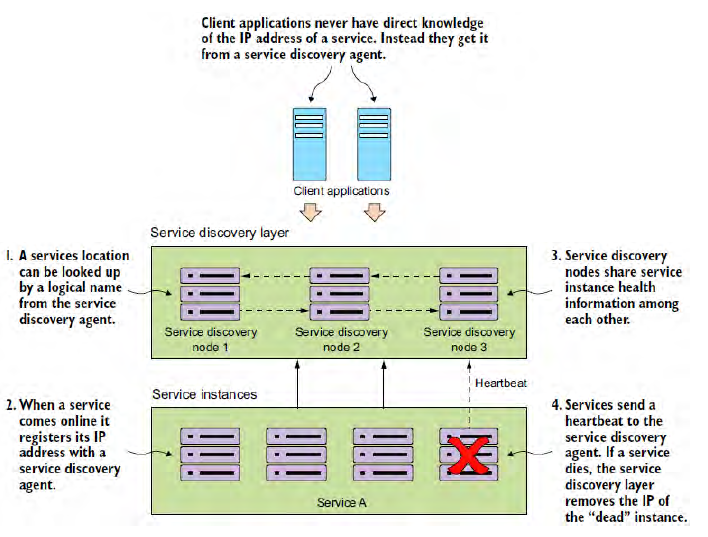 Client applications never have direct knowledge
of the IP address of a service. Instead they get it
from a service discovery agent.
Client applications
Service discovery layer
1. A services location
can be looked up
by a logical name
from the service
discovery agent.
Service discovery
node 1
Service discovery
node 2
Service discovery
node 3
3. Service discovery
nodes share service
instance health
information among
each other.
Heartbeat
Service instances
2. When a service
comes online it
registers its IP
address with a
service discovery
agent.
Service A
4. Services send a
heartbeat to the
service discovery
agent. If a service
dies, the service
discovery layer
removes the IP of
the “dead” instance.